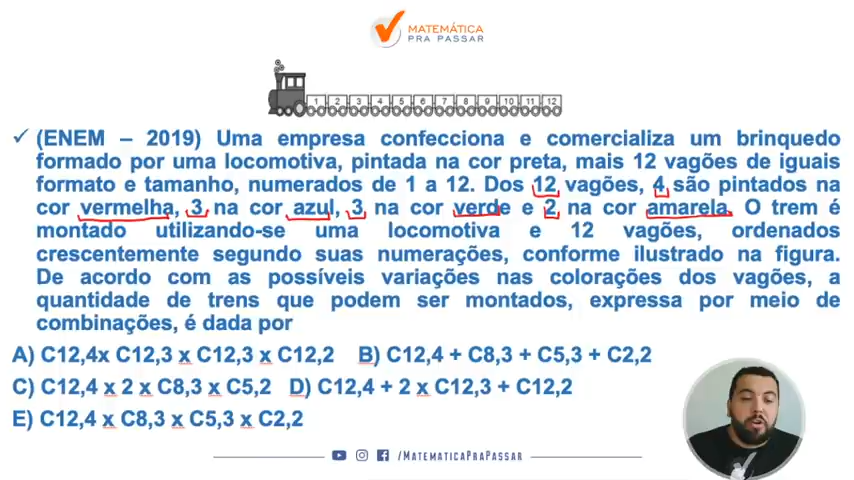 MATEMÁTICA
PRA PASSAR
1 2 3 4 5 6 7 8 9 10 11 12
✓ (ENEM – 2019) Uma empresa confecciona e comercializa um brinquedo
formado por uma locomotiva, pintada na cor preta, mais 12 vagões de iguais
formato e tamanho, numerados de 1 a 12. Dos 12 vagões, 4 são pintados na
cor vermelha, 3 na cor azul, 3 na cor verde e 2 na cor amarela. O trem é
montado utilizando-se uma locomotiva e 12 vagões, ordenados
crescentemente segundo suas numerações, conforme ilustrado na figura.
De acordo com as possíveis variações nas colorações dos vagões, a
quantidade de trens que podem ser montados, expressa por meio de
combinações, é dada por
A) C12,4x C12,3 x C12,3 x C12,2 B) C12,4 + C8,3 + C5,3 + C2,2
C) C12,4 x 2 x C8,3 x C5,2 D) C12,4 + 2 x C12,3 + C12,2
E) C12,4 x C8,3 x C5,3 x C2,2
/MATEMATICAPRAPASSAR